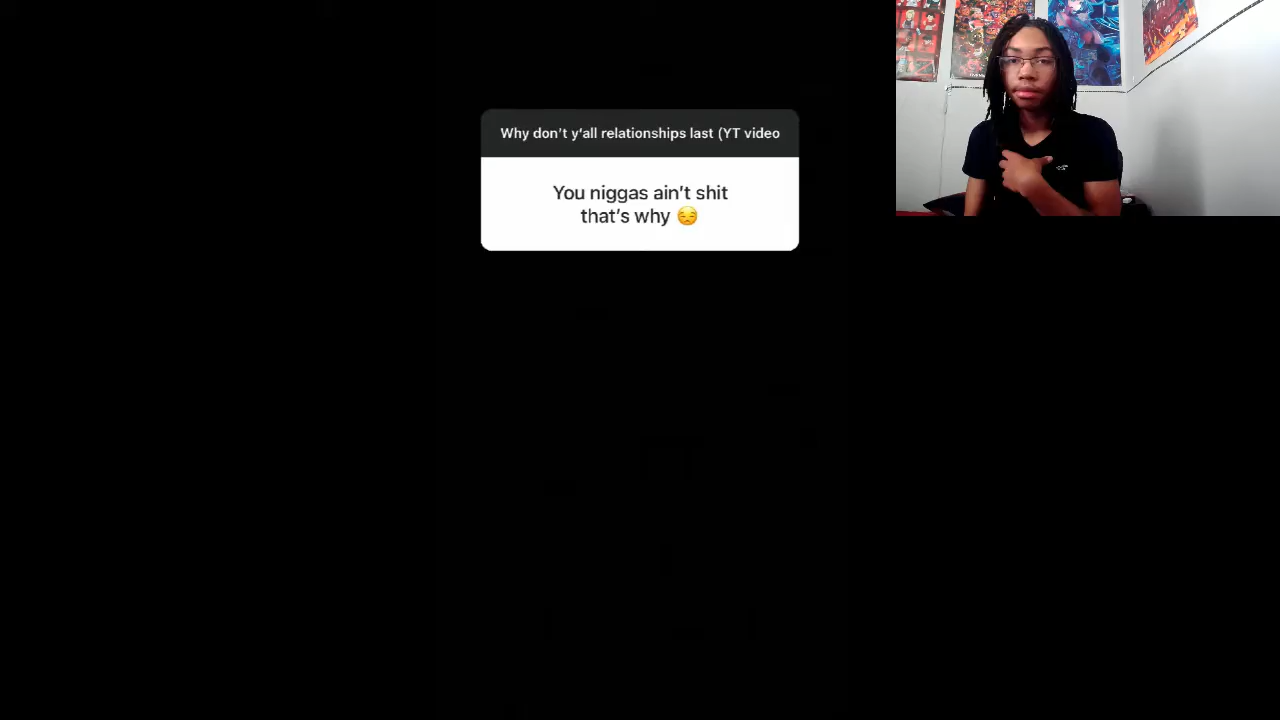 Why don't y'all relationships last (YT video
You niggas ain't shit
that's why 😒